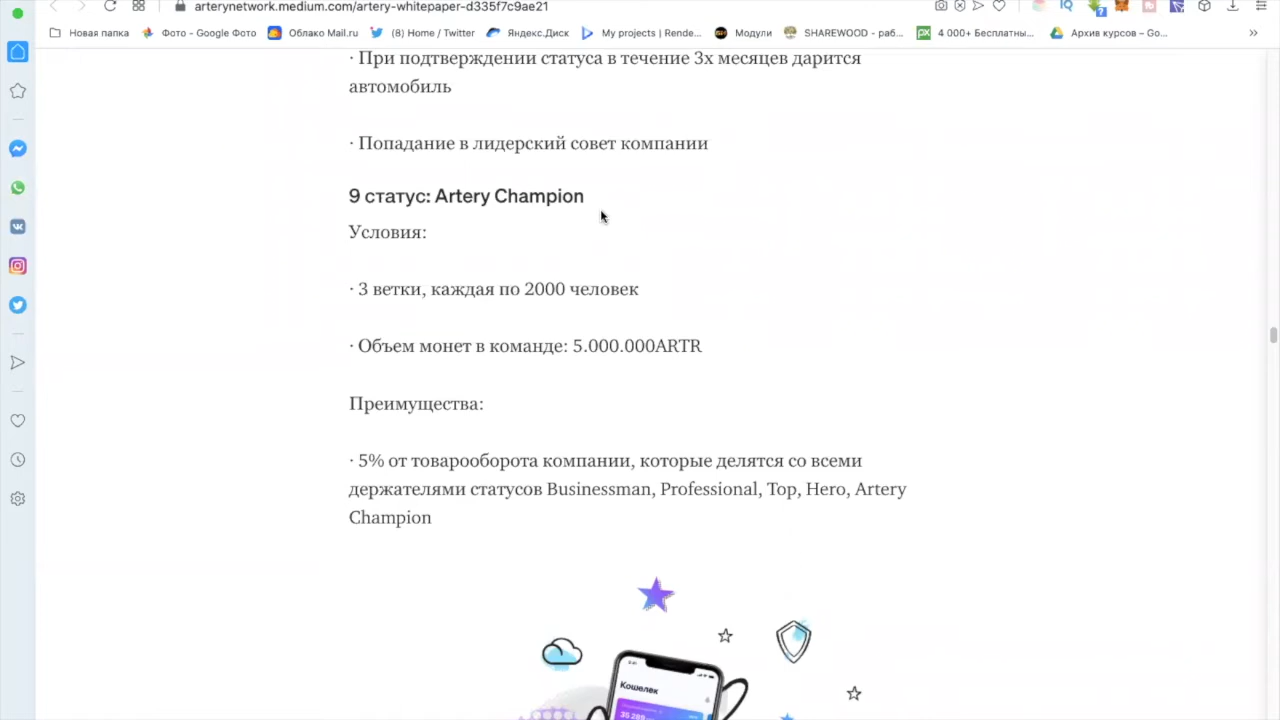 arterynetwork.medium.com/artery-whitepaper-d335f7c9ae21
Новая папка
Фото - Google Фото
Облако Mail.ru
(8) Home / Twitter
Яндекс.Диск
My projects | Rende...
Модули
SHAREWOOD - раб...
4 000+ Бесплатны...
Архив курсов – Go...
· При подтверждении статуса в течение 3х месяцев дарится
автомобиль
· Попадание в лидерский совет компании
9 статус: Artery Champion
Условия:
· 3 ветки, каждая по 2000 человек
· Объем монет в команде: 5.000.000ARTR
Преимущества:
· 5% от товарооборота компании, которые делятся со всеми
держателями статусов Businessman, Professional, Top, Hero, Artery
Champion
Кошелек